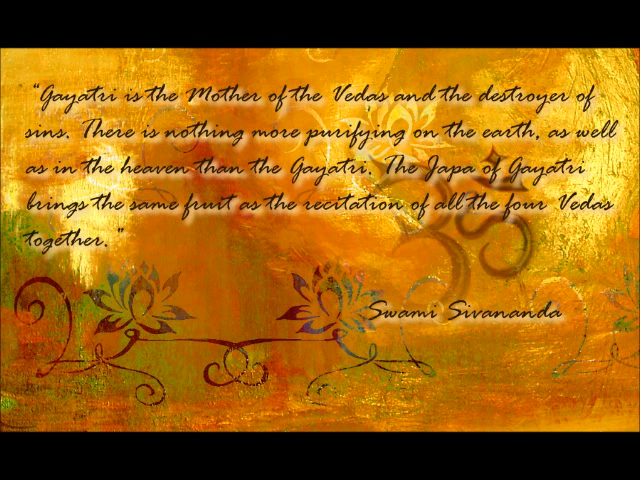 "Gayatri is the Mother of the Vedas and the destroyer of
sins. There is nothing more purifying on the earth, as well
as in the heaven than the Gayatri. The Japa of Gayatri
brings the same fruit as the recitation of all the four Vedas
together."
ॐ
Swami Sivananda